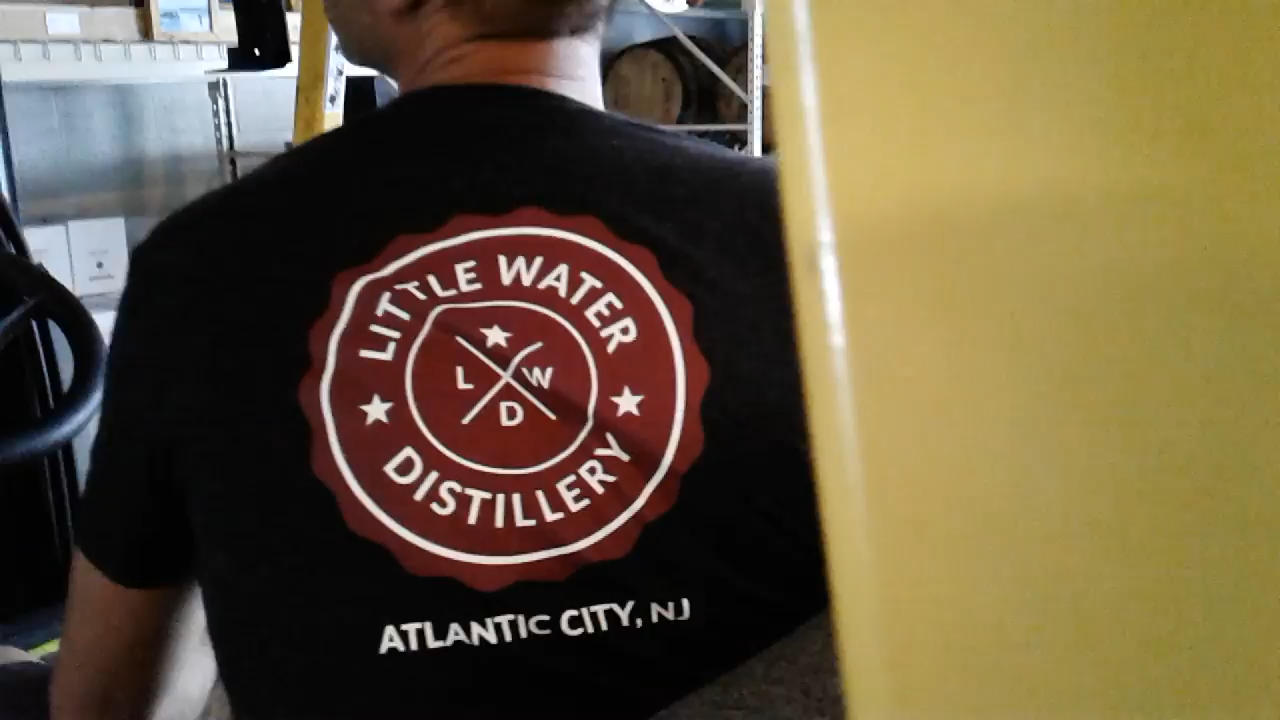 LITTLE WATER
L W
D
DISTILLERY
ATLANTIC CITY, NJ